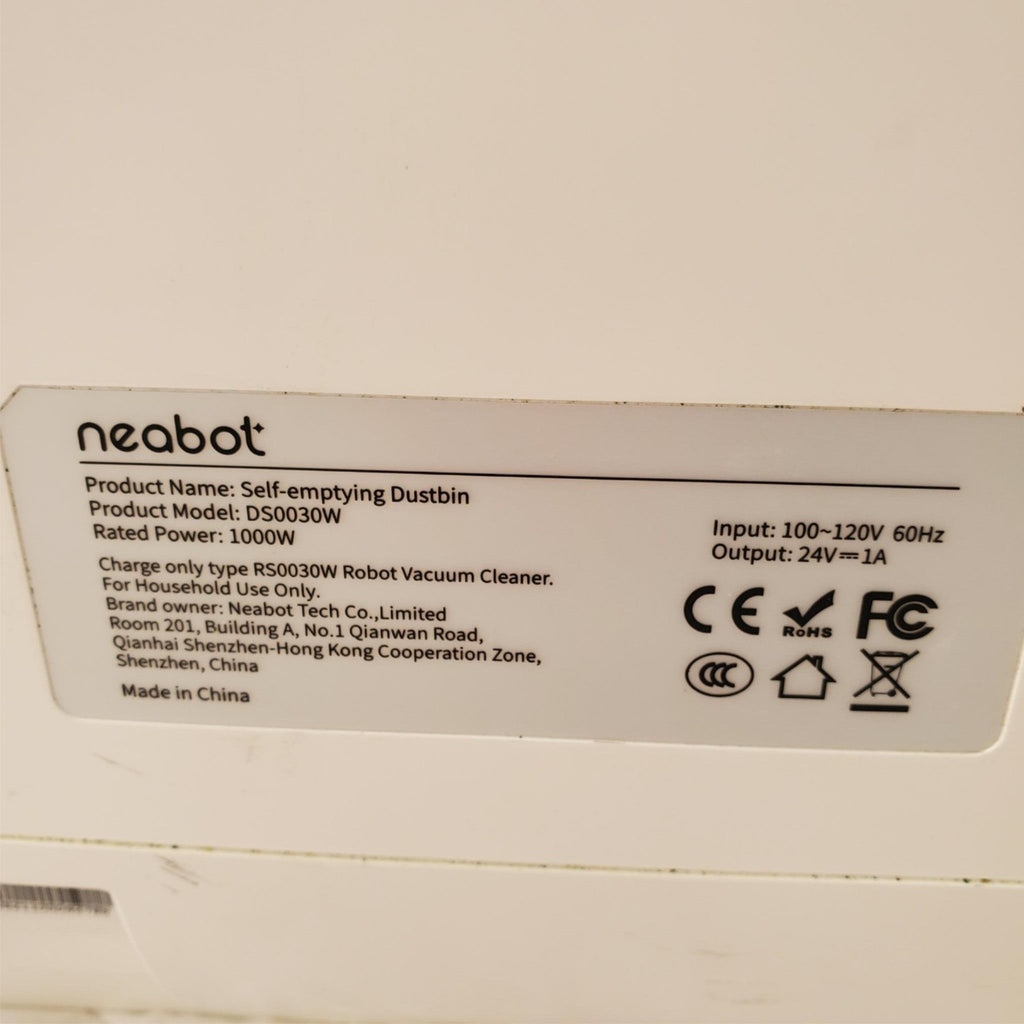 neabot
Product Name: Self-emptying Dustbin
Product Model: DS0030W
Rated Power: 1000W
Charge only type RS0030W Robot Vacuum Cleaner.
For Household Use Only.
Brand owner: Neabot Tech Co.,Limited
Room 201, Building A, No.1 Qianwan Road,
Qianhai Shenzhen-Hong Kong Cooperation Zone,
Shenzhen, China
Made in China
Input: 100~120V 60Hz
Output: 24V⎓1A
CE RoHS FC
CCC